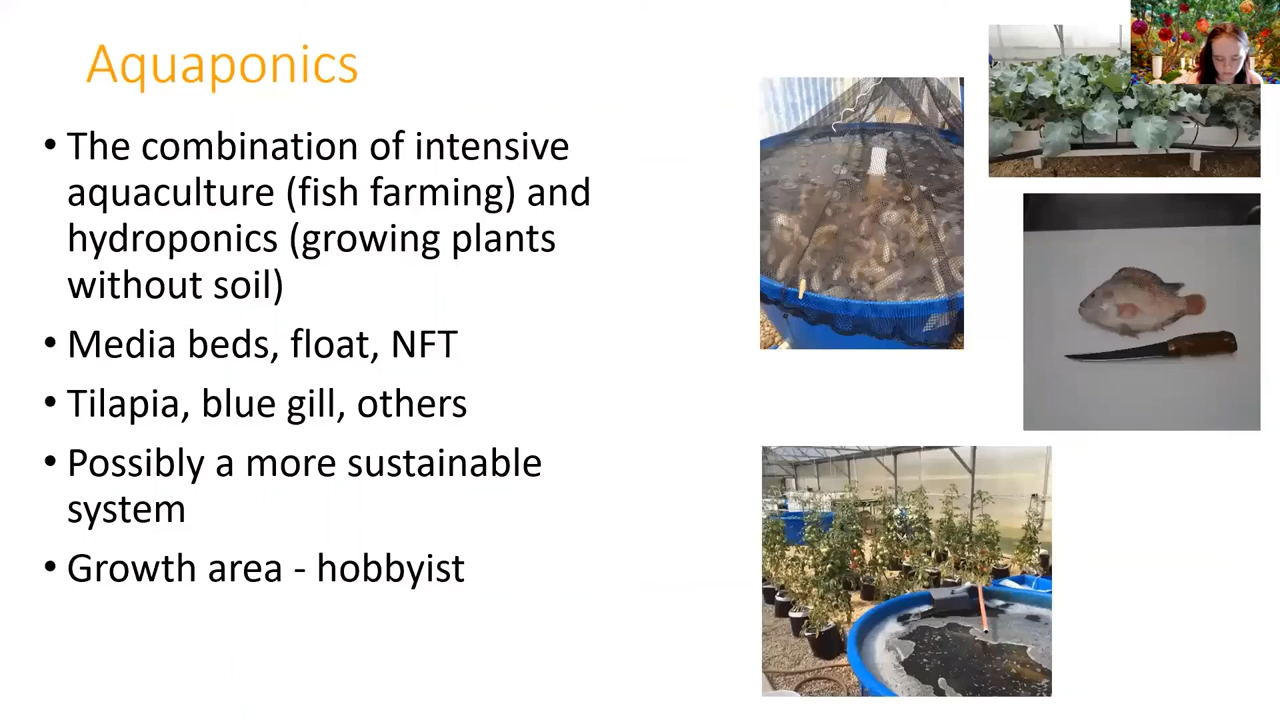 Aquaponics
• The combination of intensive
aquaculture (fish farming) and
hydroponics (growing plants
without soil)
• Media beds, float, NFT
• Tilapia, blue gill, others
• Possibly a more sustainable
system
• Growth area - hobbyist